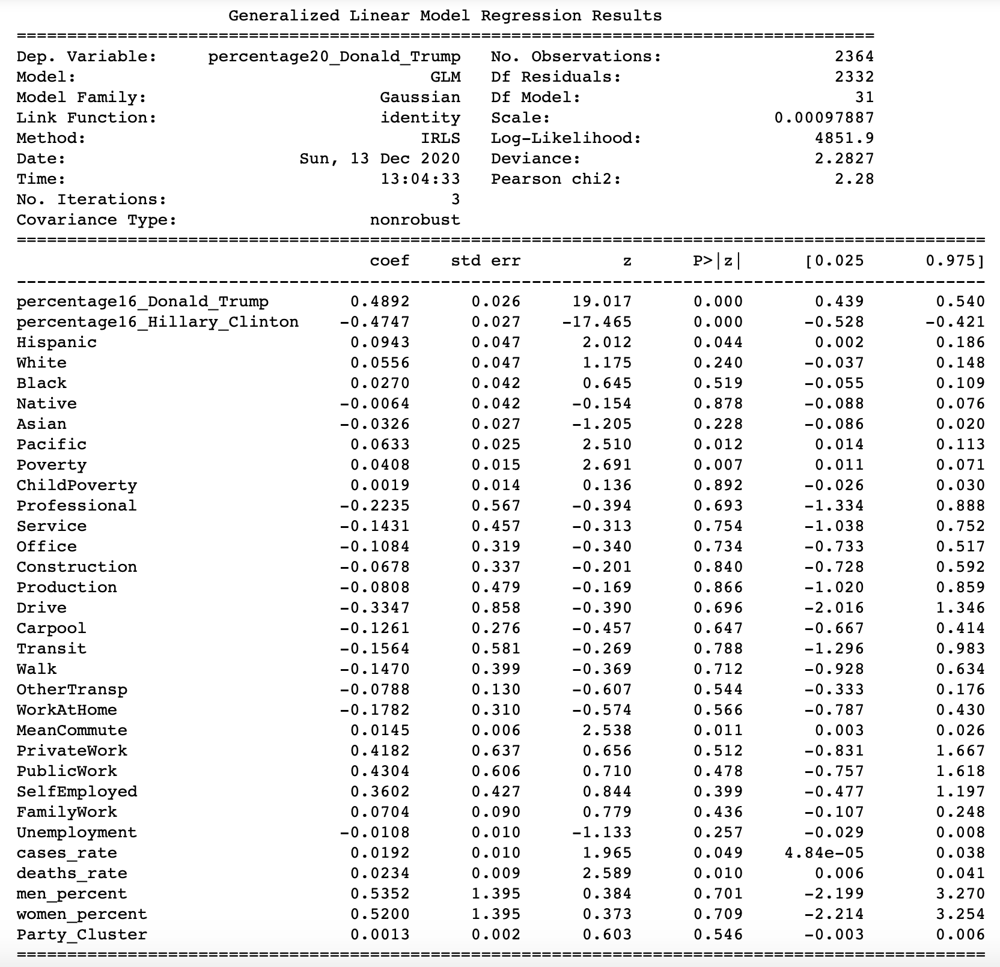 Generalized Linear Model Regression Results
=====================================================================================
Dep. Variable: percentage20_Donald_Trump No. Observations: 2364
Model: GLM Df Residuals: 2332
Model Family: Gaussian Df Model: 31
Link Function: identity Scale: 0.00097887
Method: IRLS Log-Likelihood: 4851.9
Date: Sun, 13 Dec 2020 Deviance: 2.2827
Time: 13:04:33 Pearson chi2: 2.28
No. Iterations: 3
Covariance Type: nonrobust
================================================================================================
coef std err z P>|z| [0.025 0.975]
------------------------------------------------------------------------------------------------
percentage16_Donald_Trump 0.4892 0.026 19.017 0.000 0.439 0.540
percentage16_Hillary_Clinton -0.4747 0.027 -17.465 0.000 -0.528 -0.421
Hispanic 0.0943 0.047 2.012 0.044 0.002 0.186
White 0.0556 0.047 1.175 0.240 -0.037 0.148
Black 0.0270 0.042 0.645 0.519 -0.055 0.109
Native -0.0064 0.042 -0.154 0.878 -0.088 0.076
Asian -0.0326 0.027 -1.205 0.228 -0.086 0.020
Pacific 0.0633 0.025 2.510 0.012 0.014 0.113
Poverty 0.0408 0.015 2.691 0.007 0.011 0.071
ChildPoverty 0.0019 0.014 0.136 0.892 -0.026 0.030
Professional -0.2235 0.567 -0.394 0.693 -1.334 0.888
Service -0.1431 0.457 -0.313 0.754 -1.038 0.752
Office -0.1084 0.319 -0.340 0.734 -0.733 0.517
Construction -0.0678 0.337 -0.201 0.840 -0.728 0.592
Production -0.0808 0.479 -0.169 0.866 -1.020 0.859
Drive -0.3347 0.858 -0.390 0.696 -2.016 1.346
Carpool -0.1261 0.276 -0.457 0.647 -0.667 0.414
Transit -0.1564 0.581 -0.269 0.788 -1.296 0.983
Walk -0.1470 0.399 -0.369 0.712 -0.928 0.634
OtherTransp -0.0788 0.130 -0.607 0.544 -0.333 0.176
WorkAtHome -0.1782 0.310 -0.574 0.566 -0.787 0.430
MeanCommute 0.0145 0.006 2.538 0.011 0.003 0.026
PrivateWork 0.4182 0.637 0.656 0.512 -0.831 1.667
PublicWork 0.4304 0.606 0.710 0.478 -0.757 1.618
SelfEmployed 0.3602 0.427 0.844 0.399 -0.477 1.197
FamilyWork 0.0704 0.090 0.779 0.436 -0.107 0.248
Unemployment -0.0108 0.010 -1.133 0.257 -0.029 0.008
cases_rate 0.0192 0.010 1.965 0.049 4.84e-05 0.038
deaths_rate 0.0234 0.009 2.589 0.010 0.006 0.041
men_percent 0.5352 1.395 0.384 0.701 -2.199 3.270
women_percent 0.5200 1.395 0.373 0.709 -2.214 3.254
Party_Cluster 0.0013 0.002 0.603 0.546 -0.003 0.006
================================================================================================